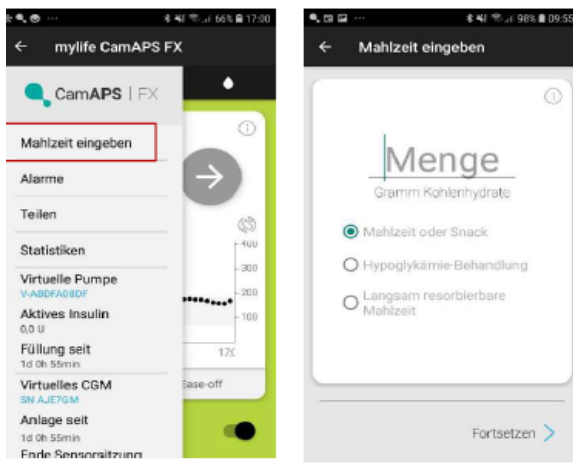 66% 17:00
mylife CamAPS FX
CamAPS | FX
Mahlzeit eingeben
Alarme
Teilen
Statistiken
Virtuelle Pumpe
V-ABDFA08DF
Aktives Insulin
0,0 U
Füllung seit
1d 0h 55min
Virtuelles CGM
SN AJE7GM
Anlage seit
1d 0h 55min
Ende Sensorsitzung
400
300
200
100
17
Ease-off
98% 09:55
Mahlzeit eingeben
Menge
Gramm Kohlenhydrate
Mahlzeit oder Snack
Hypoglykämie-Behandlung
Langsam resorbierbare
Mahlzeit
Fortsetzen